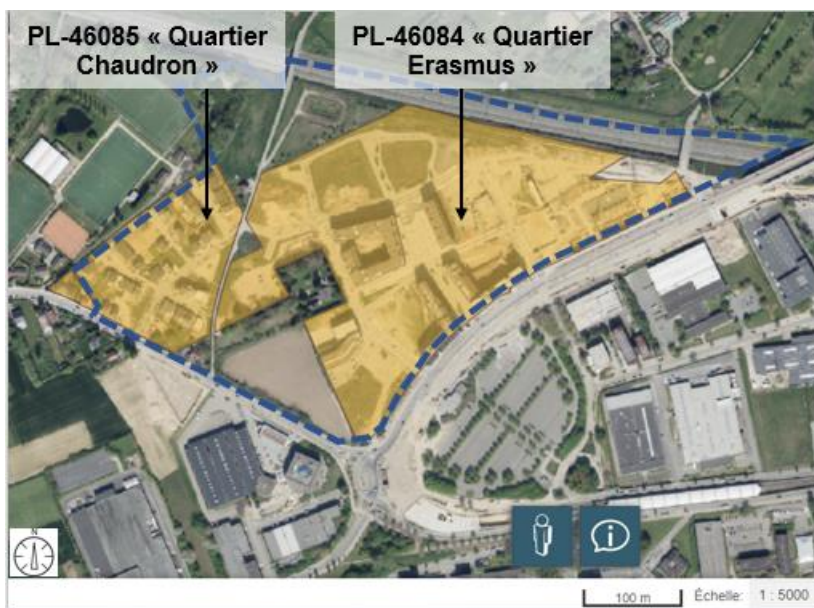 PL-46085 « Quartier
Chaudron »
PL-46084 « Quartier
Erasmus »
N
100 m
Échelle:
1 : 5000